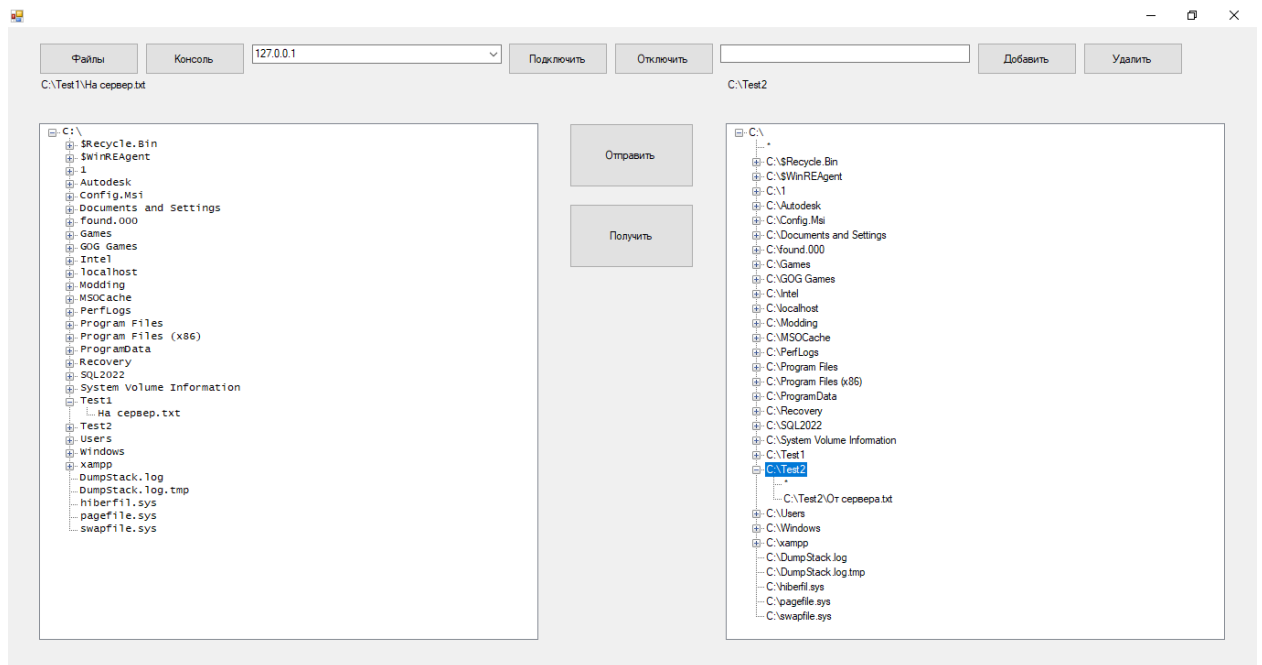 Файлы
Консоль
127.0.0.1
Подключить
Отключить
Добавить
Удалить
C:\Test1\На сервер.txt
C:\Test2
C:\
$Recycle.Bin
$WinREAgent
1
Autodesk
Config.Msi
Documents and Settings
found.000
Games
GOG Games
Intel
localhost
Modding
MSOCache
PerfLogs
Program Files
Program Files (x86)
ProgramData
Recovery
SQL2022
System Volume Information
Test1
На сервер.txt
Test2
Users
Windows
xampp
DumpStack.log
DumpStack.log.tmp
hiberfil.sys
pagefile.sys
swapfile.sys
Отправить
Получить
C:\
*
C:\$Recycle.Bin
C:\$WinREAgent
C:\1
C:\Autodesk
C:\Config.Msi
C:\Documents and Settings
C:\found.000
C:\Games
C:\GOG Games
C:\Intel
C:\localhost
C:\Modding
C:\MSOCache
C:\PerfLogs
C:\Program Files
C:\Program Files (x86)
C:\ProgramData
C:\Recovery
C:\SQL2022
C:\System Volume Information
C:\Test1
C:\Test2
*
C:\Test2\От сервера.txt
C:\Users
C:\Windows
C:\xampp
C:\DumpStack.log
C:\DumpStack.log.tmp
C:\hiberfil.sys
C:\pagefile.sys
C:\swapfile.sys